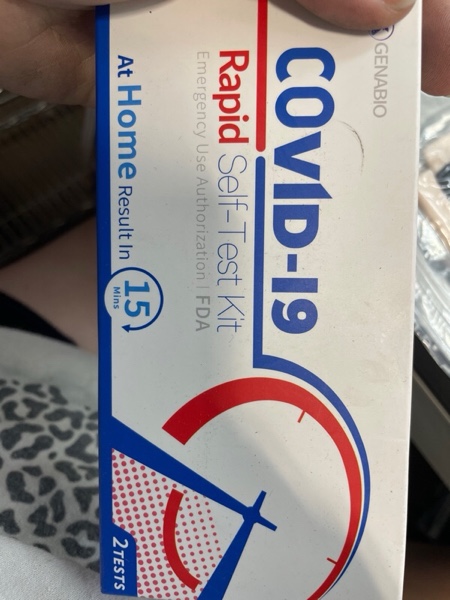 GENABIO
COVID-19
Rapid Self-Test Kit
Emergency Use Authorization | FDA
At Home Result In 15 Mins
2 TESTS